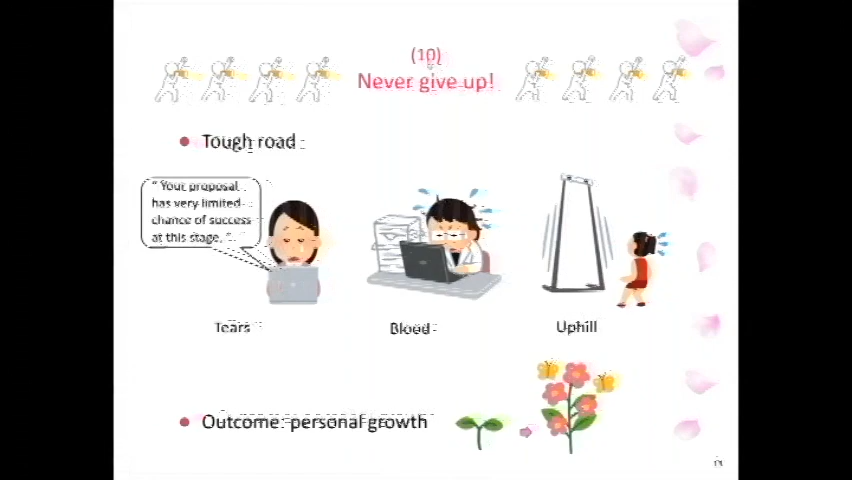 (10)
Never give up!
Tough road
“ Your proposal
has very limited
chance of success
at this stage. ”
Tears
Blood
Uphill
Outcome: personal growth